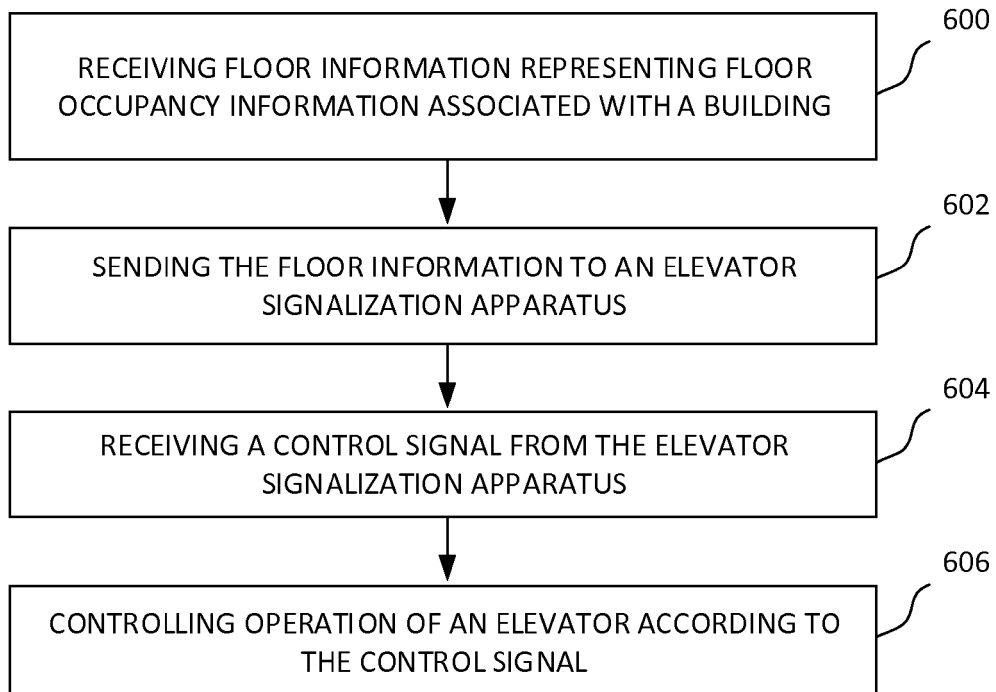 600
RECEIVING FLOOR INFORMATION REPRESENTING FLOOR
OCCUPANCY INFORMATION ASSOCIATED WITH A BUILDING
602
SENDING THE FLOOR INFORMATION TO AN ELEVATOR
SIGNALIZATION APPARATUS
604
RECEIVING A CONTROL SIGNAL FROM THE ELEVATOR
SIGNALIZATION APPARATUS
606
CONTROLLING OPERATION OF AN ELEVATOR ACCORDING TO
THE CONTROL SIGNAL